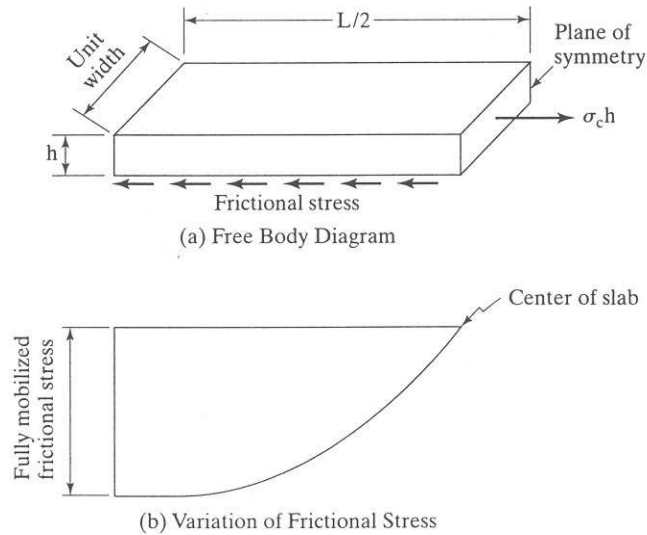 L/2
Unit
width
Plane of
symmetry
σ_c h
h
Frictional stress
(a) Free Body Diagram
Center of slab
Fully mobilized
frictional stress
(b) Variation of Frictional Stress